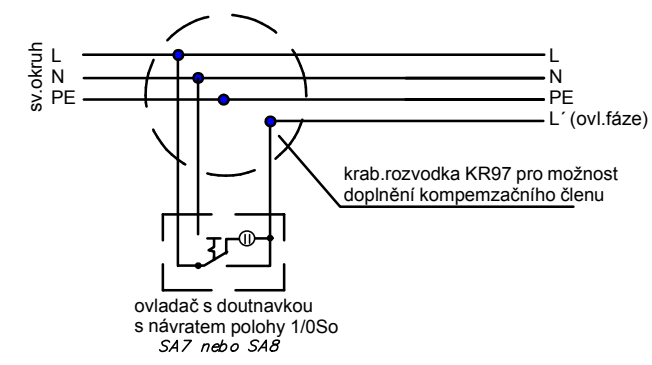 sv.okruh
L
N
PE
L
N
PE
L´ (ovl.fáze)
krab.rozvodka KR97 pro možnost
doplnění kompemzačního členu
ovladač s doutnavkou
s návratem polohy 1/0So
SA7 nebo SA8